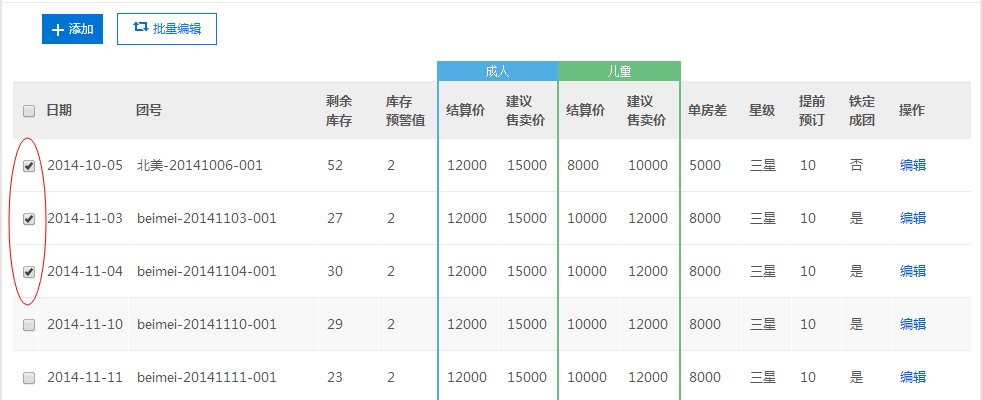 添加 批量编辑
成人 儿童
日期 团号 剩余库存 库存预警值 结算价 建议售卖价 结算价 建议售卖价 单房差 星级 提前预订 铁定成团 操作
2014-10-05 北美-20141006-001 52 2 12000 15000 8000 10000 5000 三星 10 否 编辑
2014-11-03 beimei-20141103-001 27 2 12000 15000 10000 12000 8000 三星 10 是 编辑
2014-11-04 beimei-20141104-001 30 2 12000 15000 10000 12000 8000 三星 10 是 编辑
2014-11-10 beimei-20141110-001 29 2 12000 15000 10000 12000 8000 三星 10 是 编辑
2014-11-11 beimei-20141111-001 23 2 12000 15000 10000 12000 8000 三星 10 是 编辑